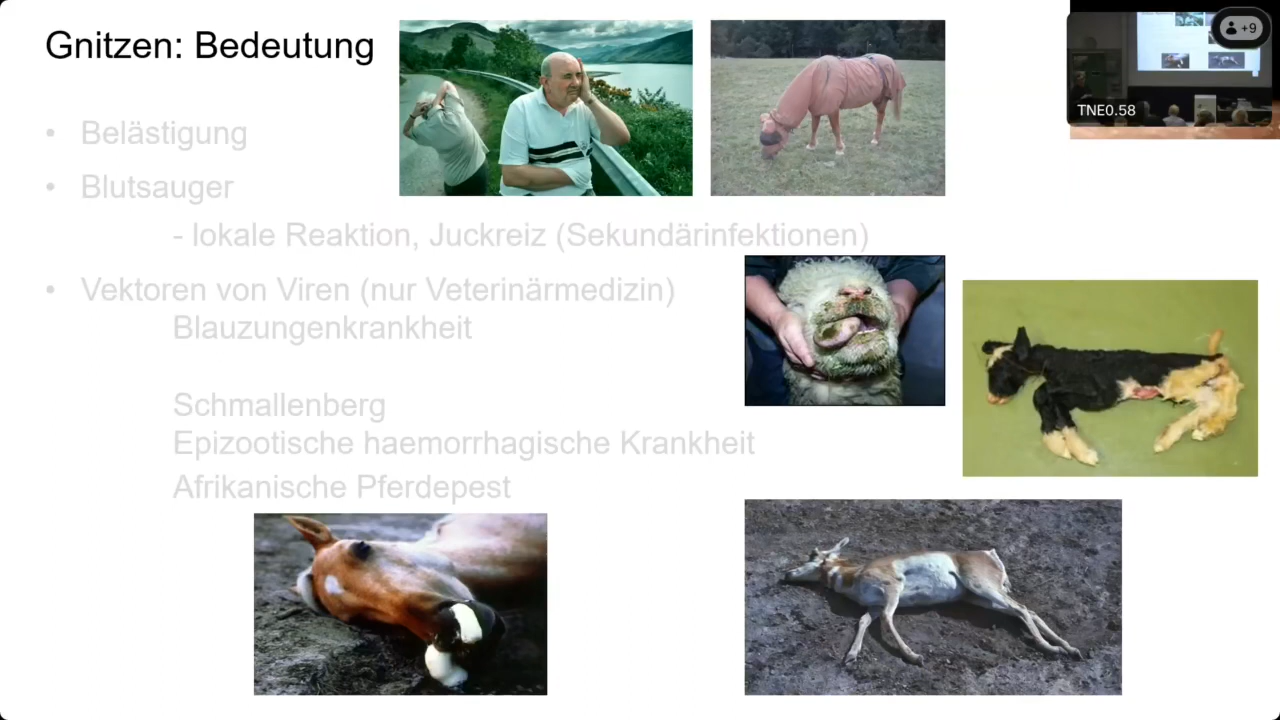 Gnitzen: Bedeutung
• Belästigung
• Blutsauger
- lokale Reaktion, Juckreiz (Sekundärinfektionen)
• Vektoren von Viren (nur Veterinärmedizin)
Blauzungenkrankheit
Schmallenberg
Epizootische haemorrhagische Krankheit
Afrikanische Pferdepest
+9
TNE0.58